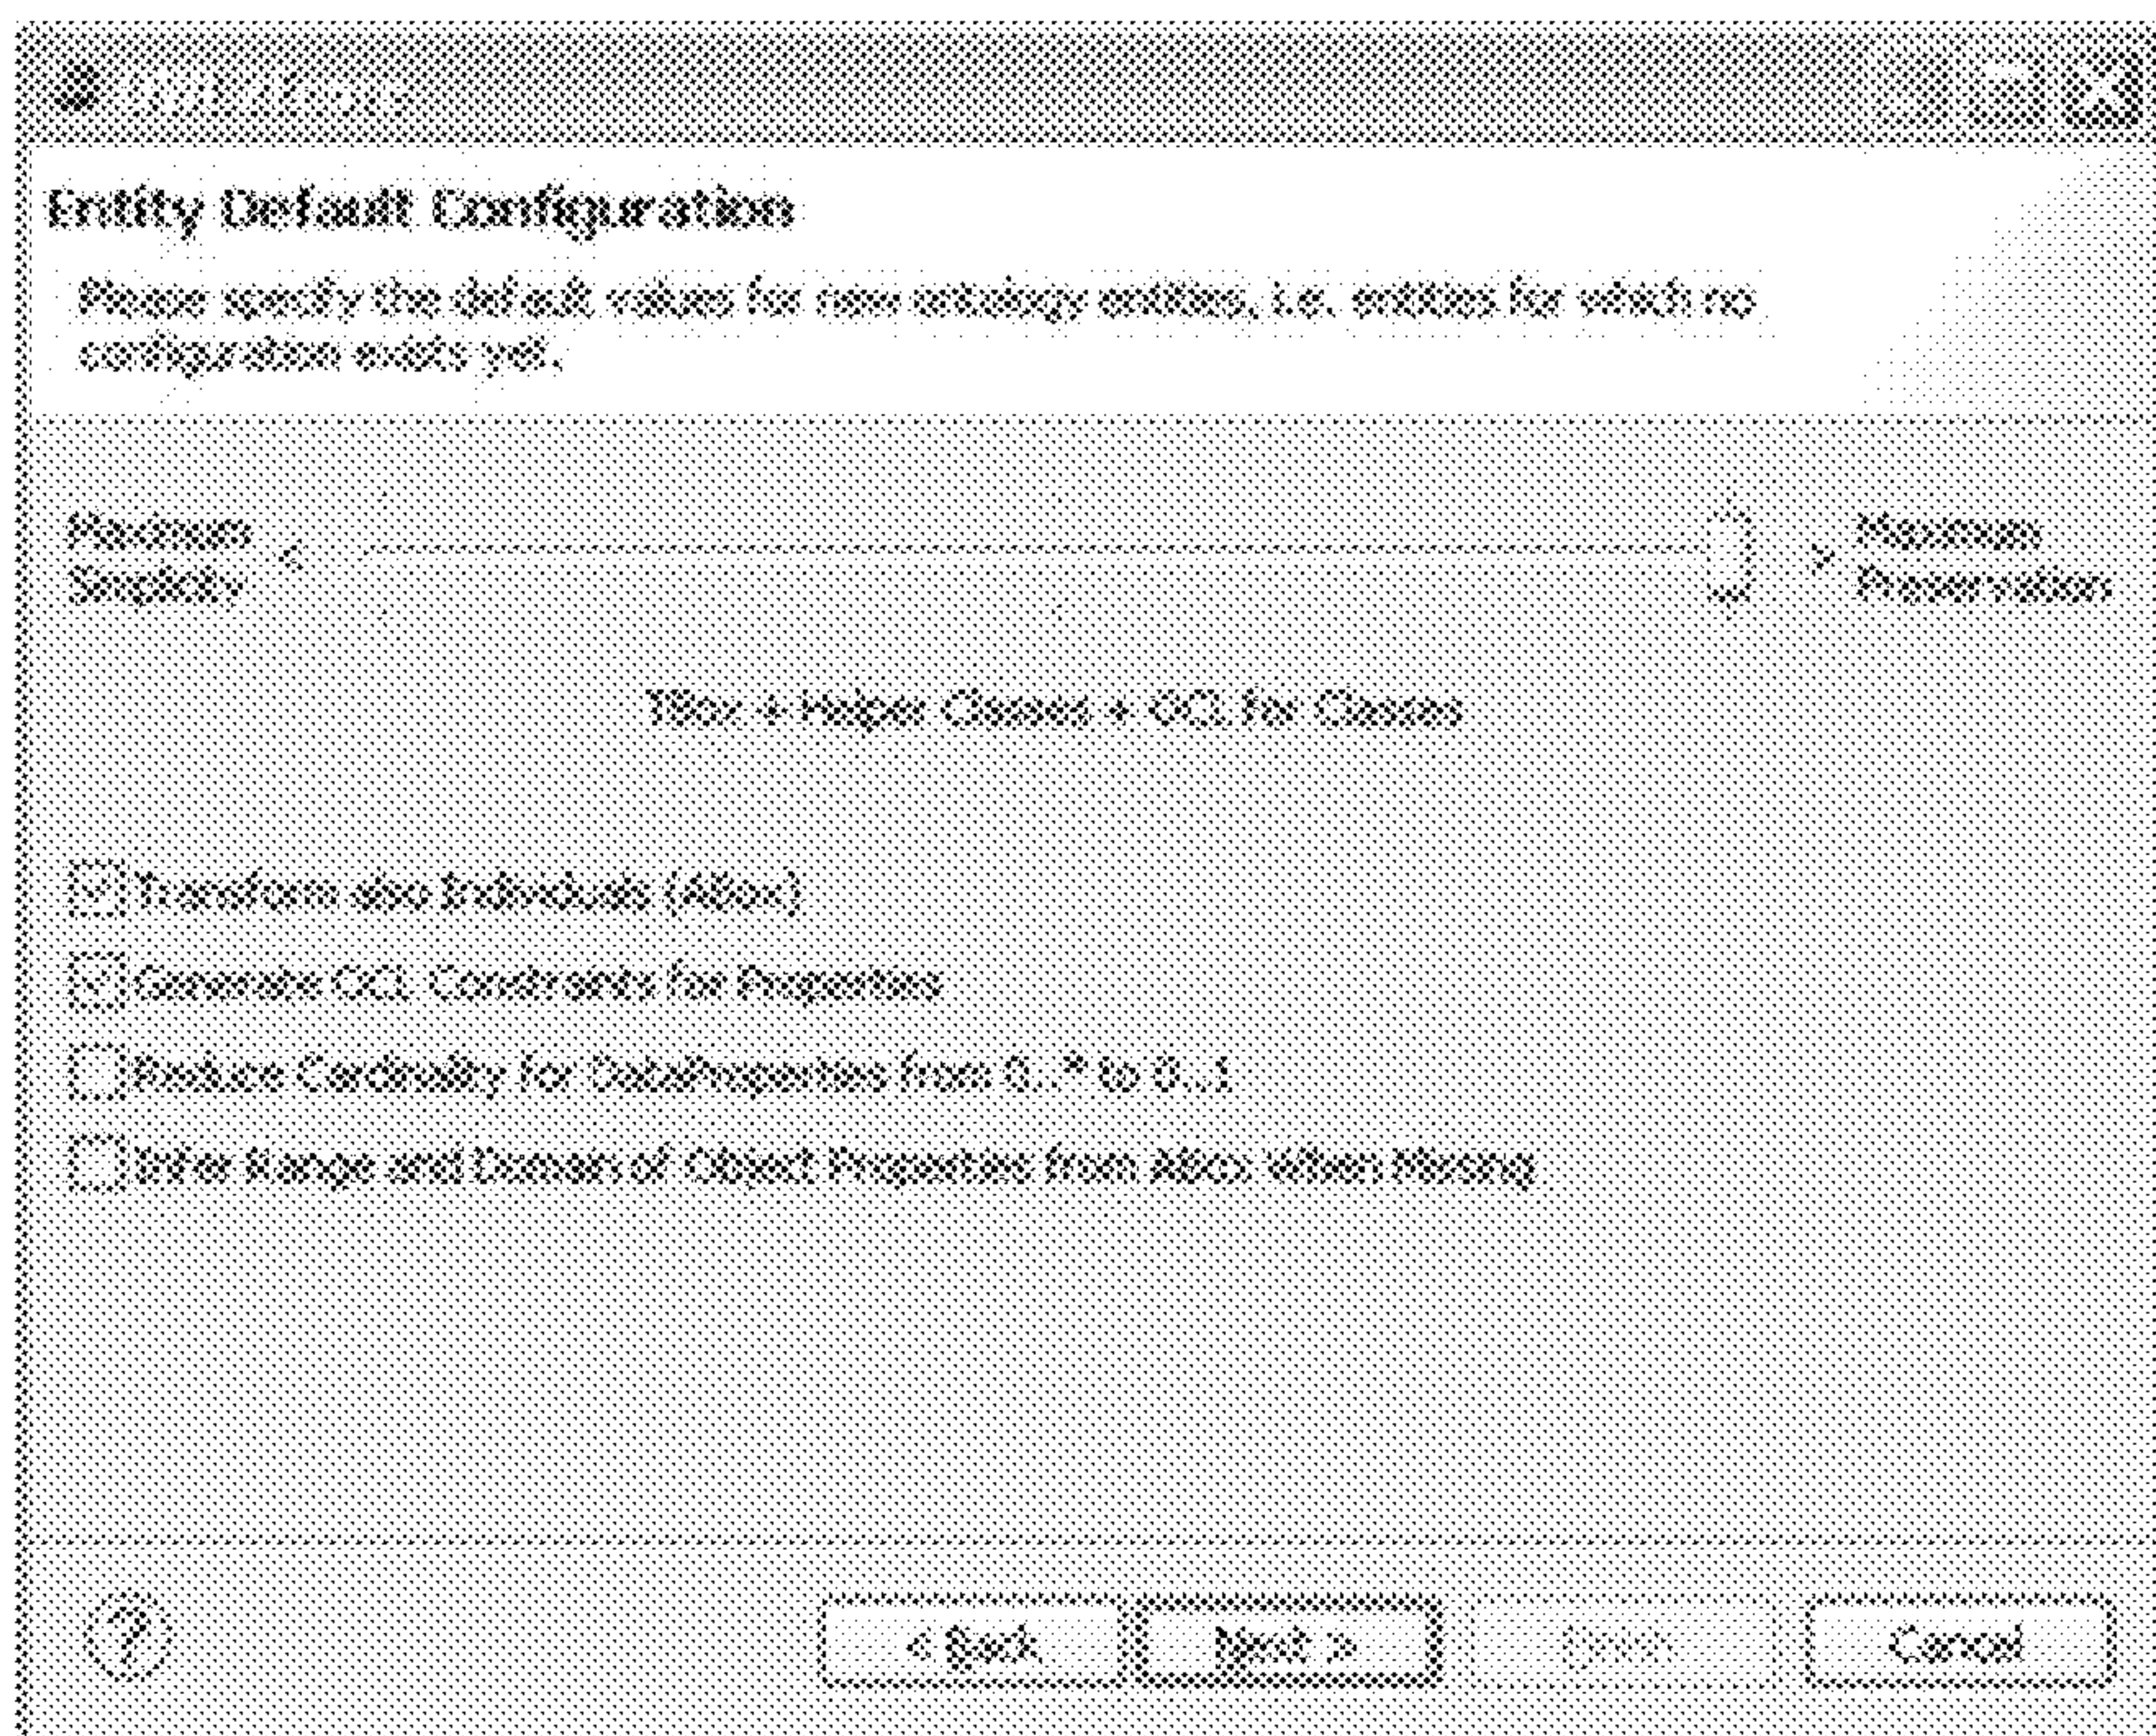 Entity Default Configuration
Please specify the default values for new ontology entities, i.e. entities for which no
configuration exists yet.
Maximum
Simplicity
<
>
Maximum
Preservation
TBox + Helper Classes + OCL for Classes
Transform also Individuals (ABox)
Generate OCL Constraints for Properties
Reduce Cardinality for DataProperties from 0..* to 0..1
Infer Range and Domain of Object Properties from ABox when Missing
?
< Back
Next >
Finish
Cancel